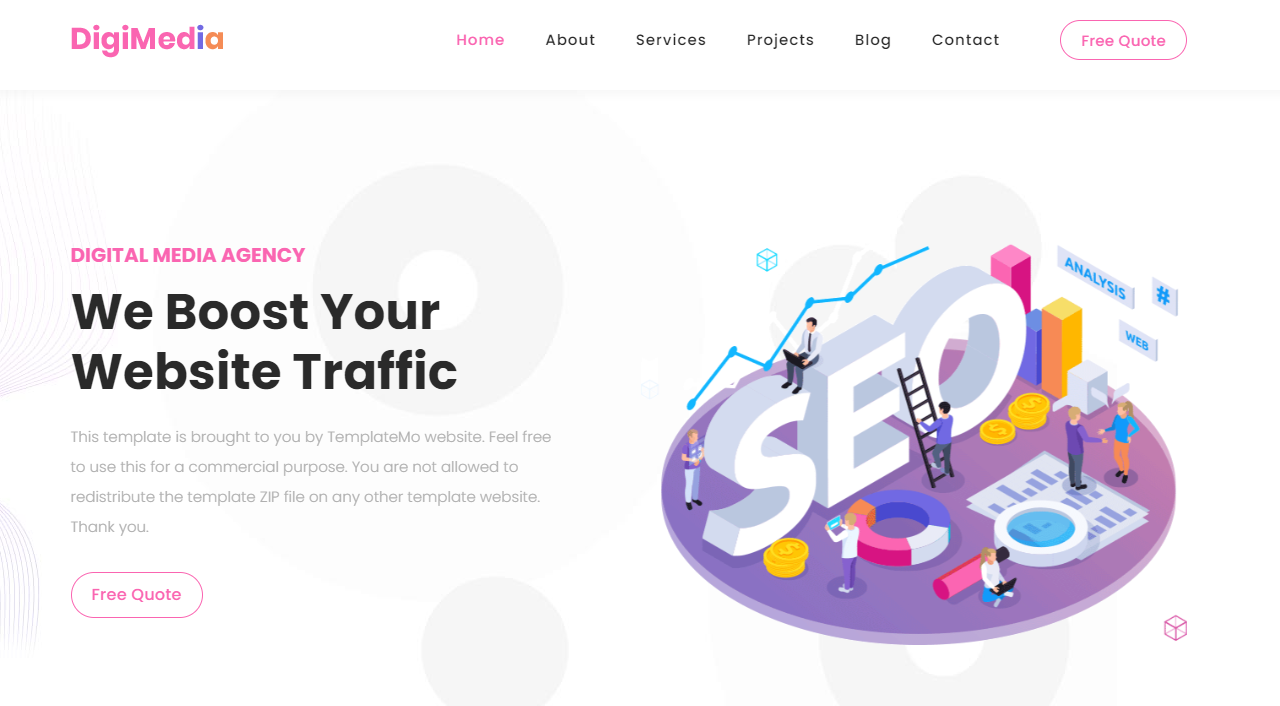 DigiMedia
Home About Services Projects Blog Contact Free Quote
DIGITAL MEDIA AGENCY
We Boost Your
Website Traffic
This template is brought to you by TemplateMo website. Feel free
to use this for a commercial purpose. You are not allowed to
redistribute the template ZIP file on any other template website.
Thank you.
Free Quote
ANALYSIS
#
WEB
SEO